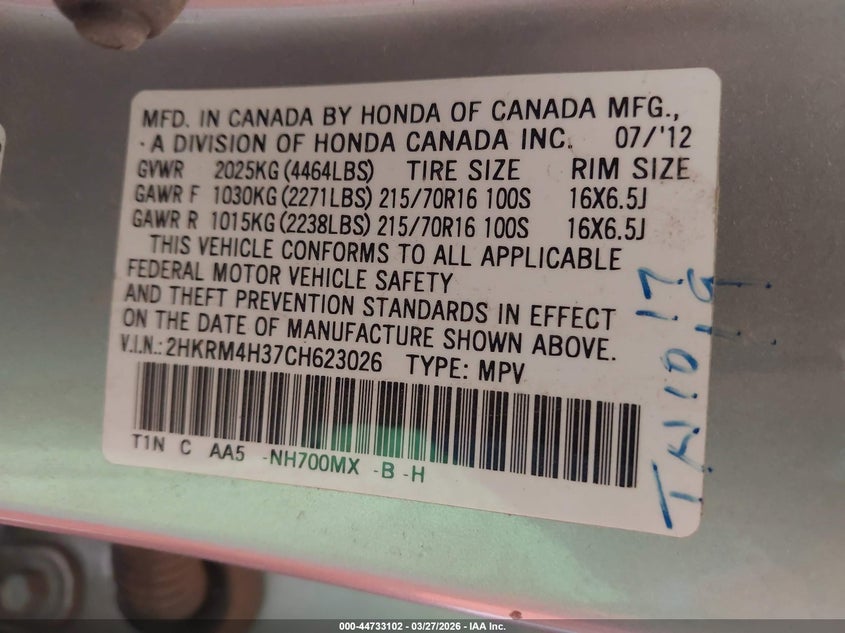 MFD. IN CANADA BY HONDA OF CANADA MFG.,
A DIVISION OF HONDA CANADA INC. 07/'12
GVWR 2025KG (4464LBS) TIRE SIZE RIM SIZE
GAWR F 1030KG (2271LBS) 215/70R16 100S 16X6.5J
GAWR R 1015KG (2238LBS) 215/70R16 100S 16X6.5J
THIS VEHICLE CONFORMS TO ALL APPLICABLE
FEDERAL MOTOR VEHICLE SAFETY
AND THEFT PREVENTION STANDARDS IN EFFECT
ON THE DATE OF MANUFACTURE SHOWN ABOVE.
V.I.N.: 2HKRM4H37CH623026 TYPE: MPV
T1N C AA5 -NH700MX -B -H
000-44733102 — 03/27/2026 — IAA Inc.